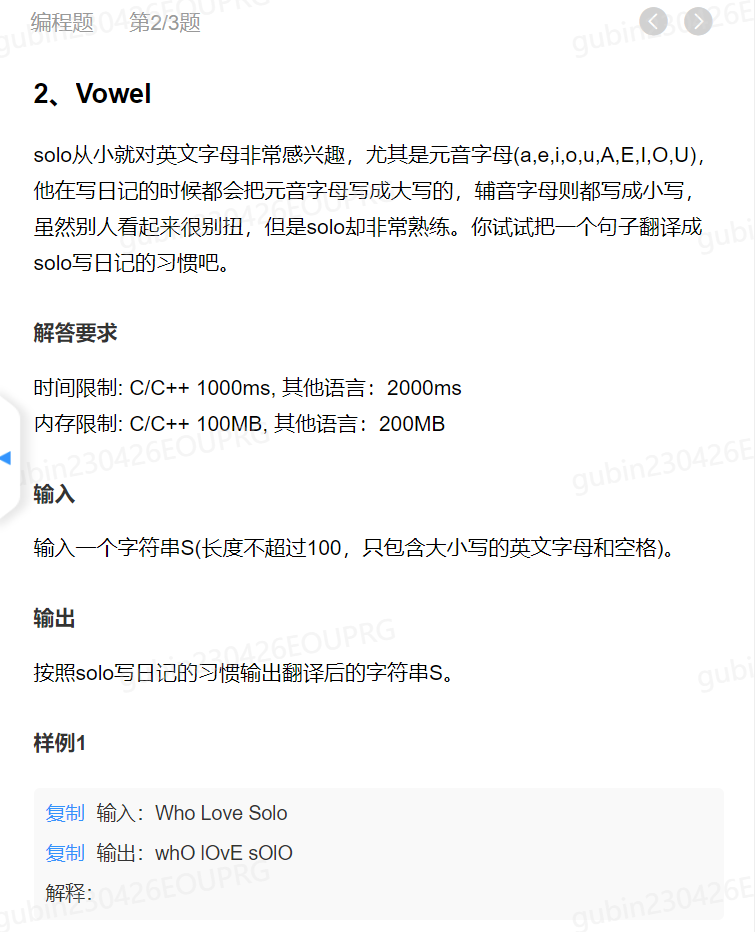 编程题 第2/3题
2、Vowel
solo从小就对英文字母非常感兴趣，尤其是元音字母(a,e,i,o,u,A,E,I,O,U)，
他在写日记的时候都会把元音字母写成大写的，辅音字母则都写成小写，
虽然别人看起来很别扭，但是solo却非常熟练。你试试把一个句子翻译成
solo写日记的习惯吧。
解答要求
时间限制: C/C++ 1000ms, 其他语言：2000ms
内存限制: C/C++ 100MB, 其他语言：200MB
输入
输入一个字符串S(长度不超过100，只包含大小写的英文字母和空格)。
输出
按照solo写日记的习惯输出翻译后的字符串S。
样例1
复制 输入：Who Love Solo
复制 输出：whO lOvE sOlO
解释：
gubin230426EOUPRG